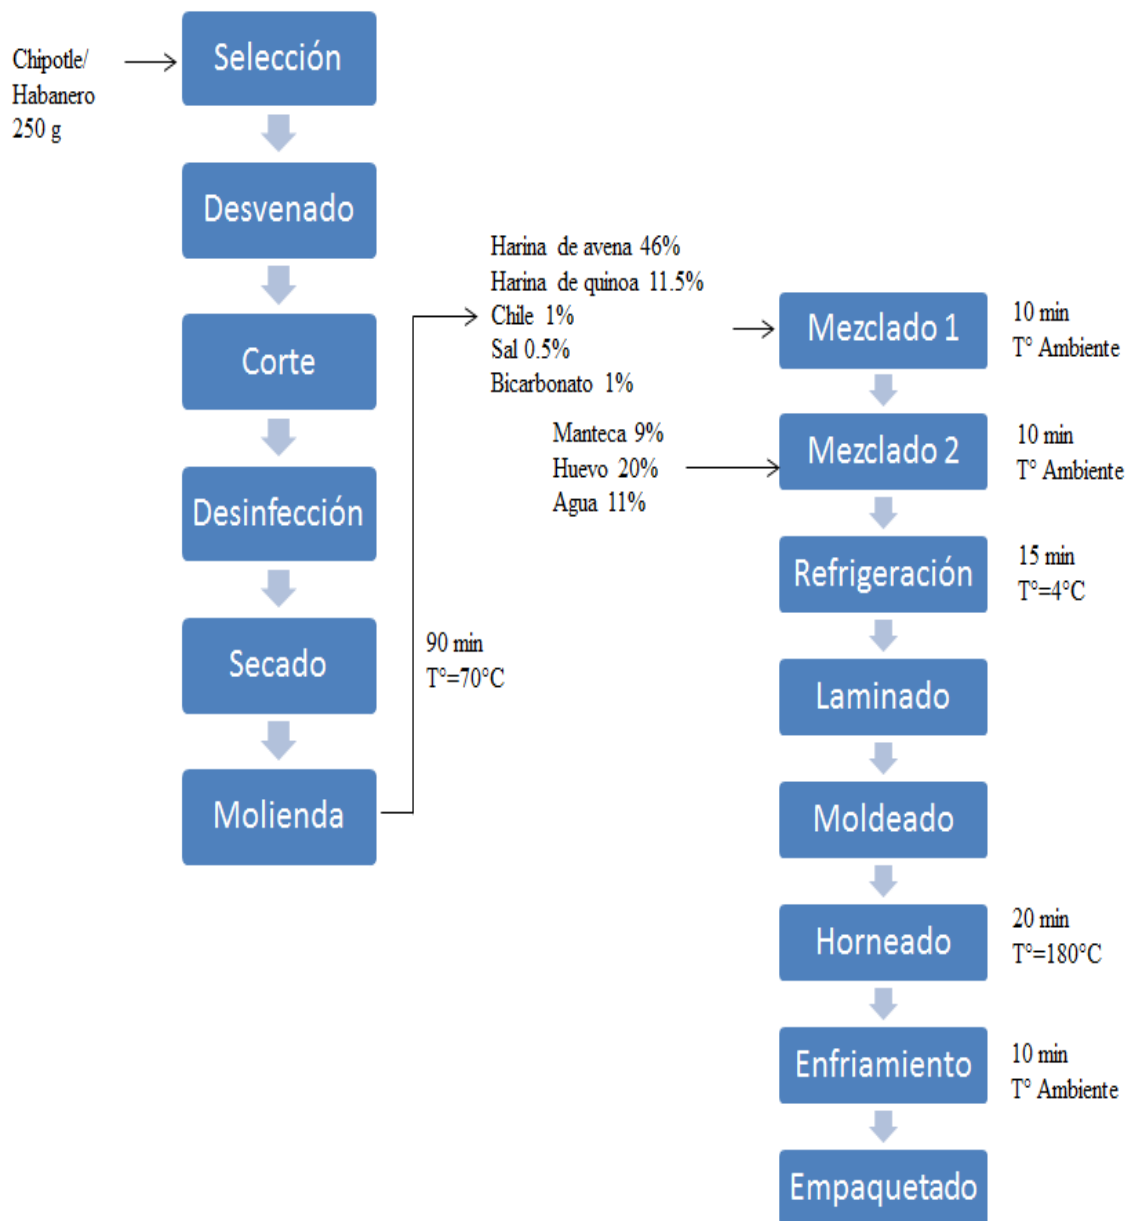 Chipotle/
Habanero
250 g
Selección
Desvenado
Corte
Desinfección
Secado
90 min
T°=70°C
Molienda
Harina de avena 46%
Harina de quinoa 11.5%
Chile 1%
Sal 0.5%
Bicarbonato 1%
Mezclado 1
10 min
T° Ambiente
Manteca 9%
Huevo 20%
Agua 11%
Mezclado 2
10 min
T° Ambiente
Refrigeración
15 min
T°=4°C
Laminado
Moldeado
Horneado
20 min
T°=180°C
Enfriamiento
10 min
T° Ambiente
Empaquetado